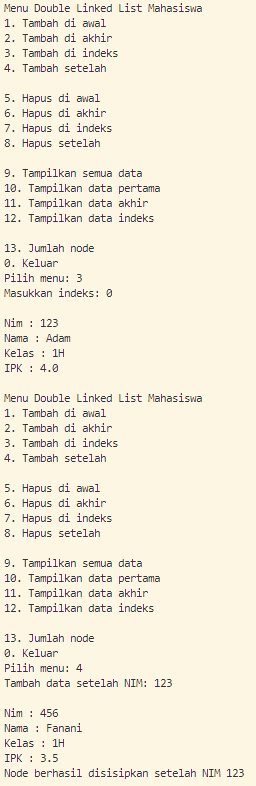 Menu Double Linked List Mahasiswa
1. Tambah di awal
2. Tambah di akhir
3. Tambah di indeks
4. Tambah setelah
5. Hapus di awal
6. Hapus di akhir
7. Hapus di indeks
8. Hapus setelah
9. Tampilkan semua data
10. Tampilkan data pertama
11. Tampilkan data akhir
12. Tampilkan data indeks
13. Jumlah node
0. Keluar
Pilih menu: 3
Masukkan indeks: 0
Nim : 123
Nama : Adam
Kelas : 1H
IPK : 4.0
Menu Double Linked List Mahasiswa
1. Tambah di awal
2. Tambah di akhir
3. Tambah di indeks
4. Tambah setelah
5. Hapus di awal
6. Hapus di akhir
7. Hapus di indeks
8. Hapus setelah
9. Tampilkan semua data
10. Tampilkan data pertama
11. Tampilkan data akhir
12. Tampilkan data indeks
13. Jumlah node
0. Keluar
Pilih menu: 4
Tambah data setelah NIM: 123
Nim : 456
Nama : Fanani
Kelas : 1H
IPK : 3.5
Node berhasil disisipkan setelah NIM 123